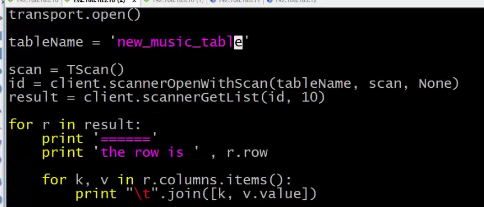 transport.open()
tableName = 'new_music_table'
scan = TScan()
id = client.scannerOpenWithScan(tableName, scan, None)
result = client.scannerGetList(id, 10)
for r in result:
    print '======'
    print 'the row is ' , r.row
    for k, v in r.columns.items():
        print "\t".join([k, v.value])